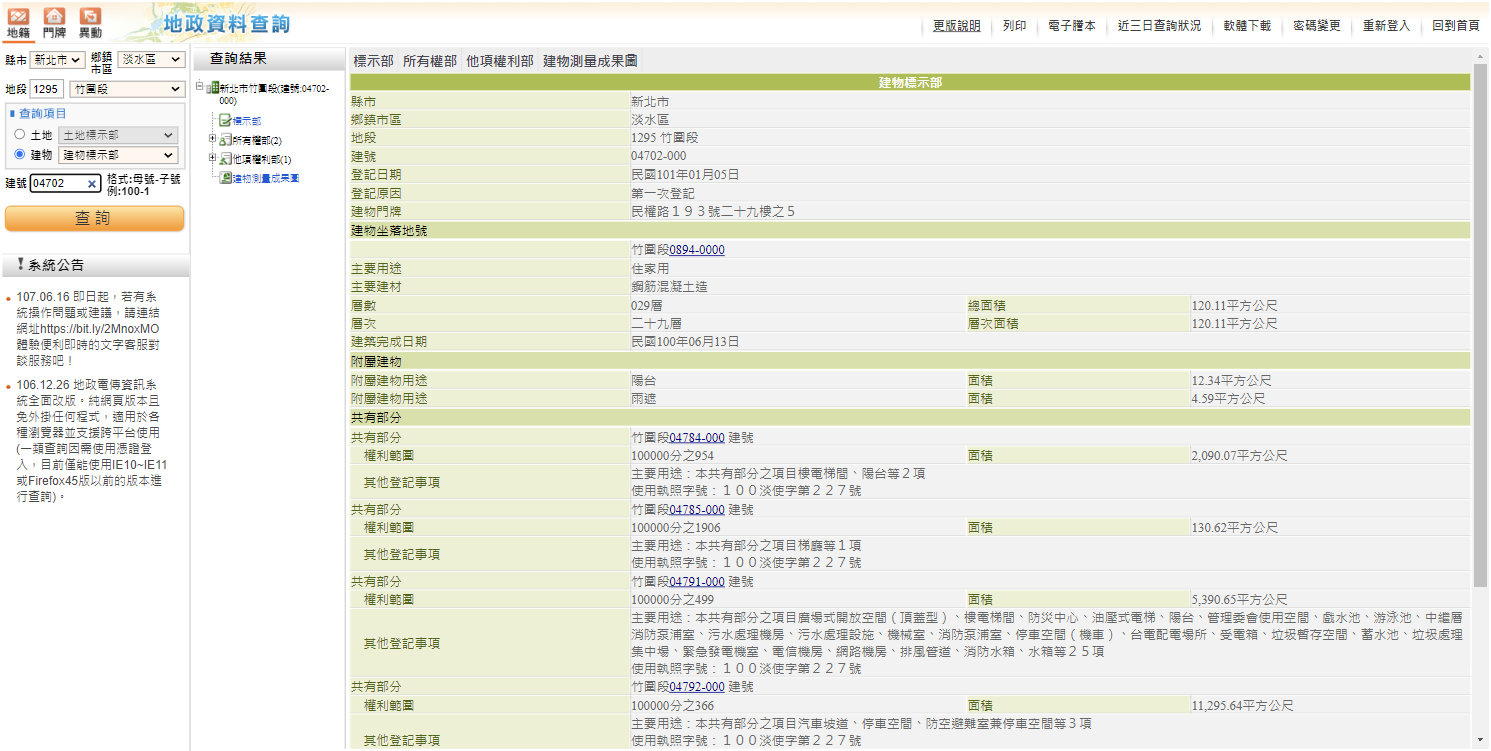 地籍 門牌 異動
地政資料查詢
更版說明 列印 電子謄本 近三日查詢狀況 軟體下載 密碼變更 重新登入 回到首頁
縣市 新北市 鄉鎮市區 淡水區
地段 1295 竹圍段
查詢項目
土地 土地標示部
建物 建物標示部
建號 04702 格式:母號-子號
例:100-1
查 詢
系統公告
107.06.16 即日起，若有系
統操作問題或建議，請連結
網址https://bit.ly/2MnoxMO
體驗便利即時的文字客服對
談服務吧！
106.12.26 地政電傳資訊系
統全面改版。純網頁版本且
免外掛任何程式，適用於各
種瀏覽器並支援跨平台使用
(一類查詢因需使用憑證登
入，目前僅能使用IE10~IE11
或Firefox45版以前的版本進
行查詢)。
查詢結果
新北市竹圍段(建號:04702-
000)
標示部
所有權部(2)
他項權利部(1)
建物測量成果圖
標示部 所有權部 他項權利部 建物測量成果圖
建物標示部
縣市 新北市
鄉鎮市區 淡水區
地段 1295 竹圍段
建號 04702-000
登記日期 民國101年01月05日
登記原因 第一次登記
建物門牌 民權路１９３號二十九樓之５
建物坐落地號
竹圍段0894-0000
主要用途 住家用
主要建材 鋼筋混凝土造
層數 029層 總面積 120.11平方公尺
層次 二十九層 層次面積 120.11平方公尺
建築完成日期 民國100年06月13日
附屬建物
附屬建物用途 陽台 面積 12.34平方公尺
附屬建物用途 雨遮 面積 4.59平方公尺
共有部分
共有部分 竹圍段04784-000 建號
權利範圍 100000分之954 面積 2,090.07平方公尺
其他登記事項 主要用途：本共有部分之項目樓電梯間、陽台等２項
使用執照字號：１００淡使字第２２７號
共有部分 竹圍段04785-000 建號
權利範圍 100000分之1906 面積 130.62平方公尺
其他登記事項 主要用途：本共有部分之項目梯廳等１項
使用執照字號：１００淡使字第２２７號
共有部分 竹圍段04791-000 建號
權利範圍 100000分之499 面積 5,390.65平方公尺
其他登記事項 主要用途：本共有部分之項目廣場式開放空間（頂蓋型）、樓電梯間、防災中心、油壓式電梯、陽台、管理委會使用空間、戲水池、游泳池、中繼層
消防泵浦室、污水處理機房、污水處理設施、機械室、消防泵浦室、停車空間（機車）、台電配電場所、受電箱、垃圾暫存空間、蓄水池、垃圾處理
集中場、緊急發電機室、電信機房、網路機房、排風管道、消防水箱、水箱等２５項
使用執照字號：１００淡使字第２２７號
共有部分 竹圍段04792-000 建號
權利範圍 100000分之366 面積 11,295.64平方公尺
其他登記事項 主要用途：本共有部分之項目汽車坡道、停車空間、防空避難室兼停車空間等３項
使用執照字號：１００淡使字第２２７號